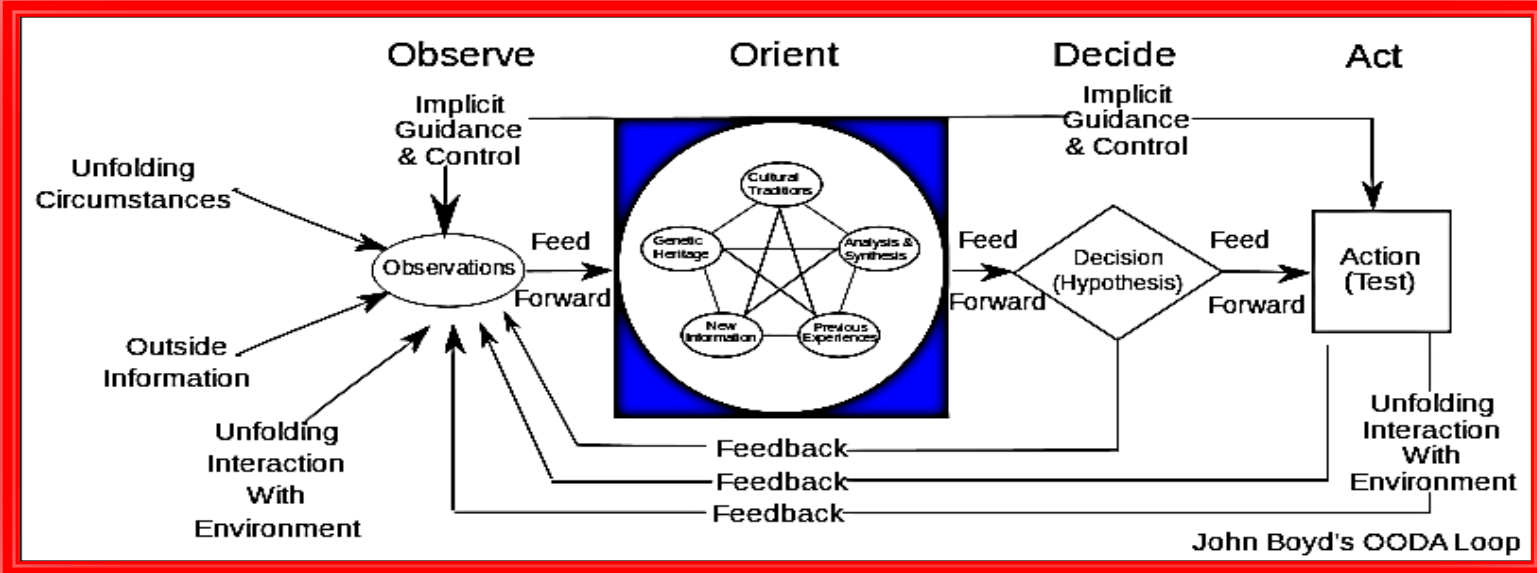 Observe
Orient
Decide
Act
Implicit
Guidance
& Control
Implicit
Guidance
& Control
Unfolding
Circumstances
Observations
Feed
Forward
Cultural
Traditions
Genetic
Heritage
Analysis &
Synthesis
New
Information
Previous
Experiences
Feed
Forward
Decision
(Hypothesis)
Feed
Forward
Action
(Test)
Outside
Information
Unfolding
Interaction
With
Environment
Feedback
Feedback
Feedback
Unfolding
Interaction
With
Environment
John Boyd's OODA Loop